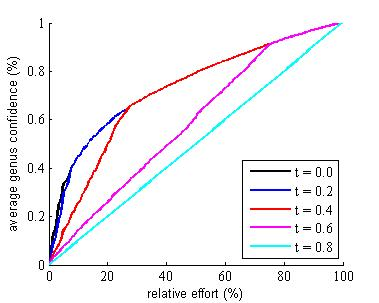 average genus confidence (%)
1
0.8
0.6
0.4
0.2
0
0 20 40 60 80 100
relative effort (%)
t = 0.0
t = 0.2
t = 0.4
t = 0.6
t = 0.8